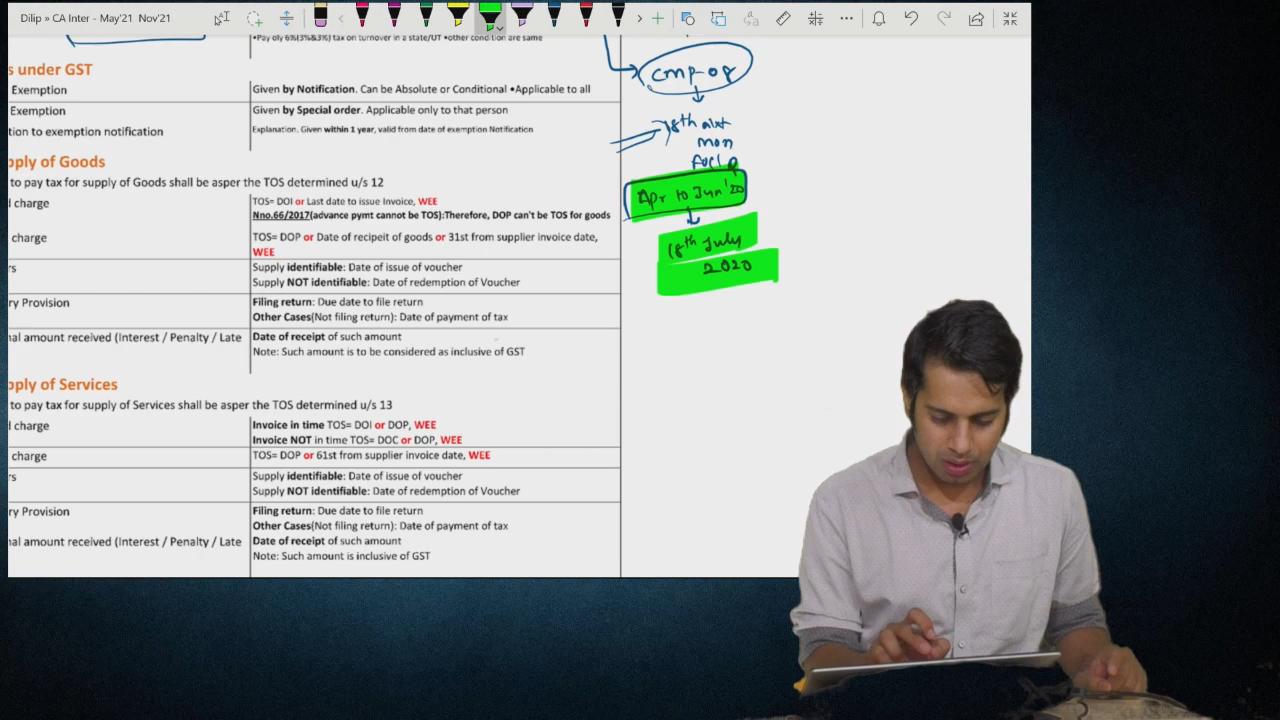 Dilip » CA Inter - May'21 Nov'21
•Pay oly 6%(3%&3%) tax on turnover in a state/UT •other condition are same
s under GST
Exemption Given by Notification. Can be Absolute or Conditional •Applicable to all
Exemption Given by Special order. Applicable only to that person
tion to exemption notification Explanation. Given within 1 year, valid from date of exemption Notification
pply of Goods
to pay tax for supply of Goods shall be asper the TOS determined u/s 12
d charge TOS= DOI or Last date to issue Invoice, WEE
Nno.66/2017(advance pymt cannot be TOS):Therefore, DOP can't be TOS for goods
charge TOS= DOP or Date of recipeit of goods or 31st from supplier invoice date,
WEE
rs Supply identifiable: Date of issue of voucher
Supply NOT identifiable: Date of redemption of Voucher
ry Provision Filing return: Due date to file return
Other Cases(Not filing return): Date of payment of tax
nal amount received (Interest / Penalty / Late Date of receipt of such amount
Note: Such amount is to be considered as inclusive of GST
pply of Services
to pay tax for supply of Services shall be asper the TOS determined u/s 13
d charge Invoice in time TOS= DOI or DOP, WEE
Invoice NOT in time TOS= DOC or DOP, WEE
charge TOS= DOP or 61st from supplier invoice date, WEE
rs Supply identifiable: Date of issue of voucher
Supply NOT identifiable: Date of redemption of Voucher
ry Provision Filing return: Due date to file return
Other Cases(Not filing return): Date of payment of tax
nal amount received (Interest / Penalty / Late Date of receipt of such amount
Note: Such amount is inclusive of GST
cmp-08
18th
mon
Apr to Jun'20
18th July
2020